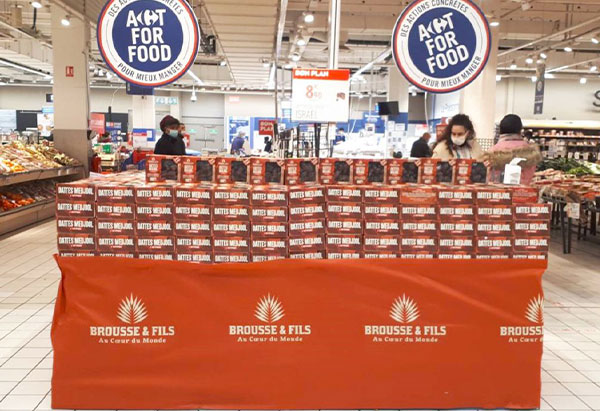 DES ACTIONS CONCRÈTES
ACT
FOR
FOOD
POUR MIEUX MANGER
DES ACTIONS CONCRÈTES
ACT
FOR
FOOD
POUR MIEUX MANGER
BON PLAN
ISRAËL
DATTES MEDJOOL
BROUSSE & FILS
Au Cœur du Monde
BROUSSE & FILS
Au Cœur du Monde
BROUSSE & FILS
Au Cœur du Monde
BROUSSE & FILS
Au Cœur du Monde